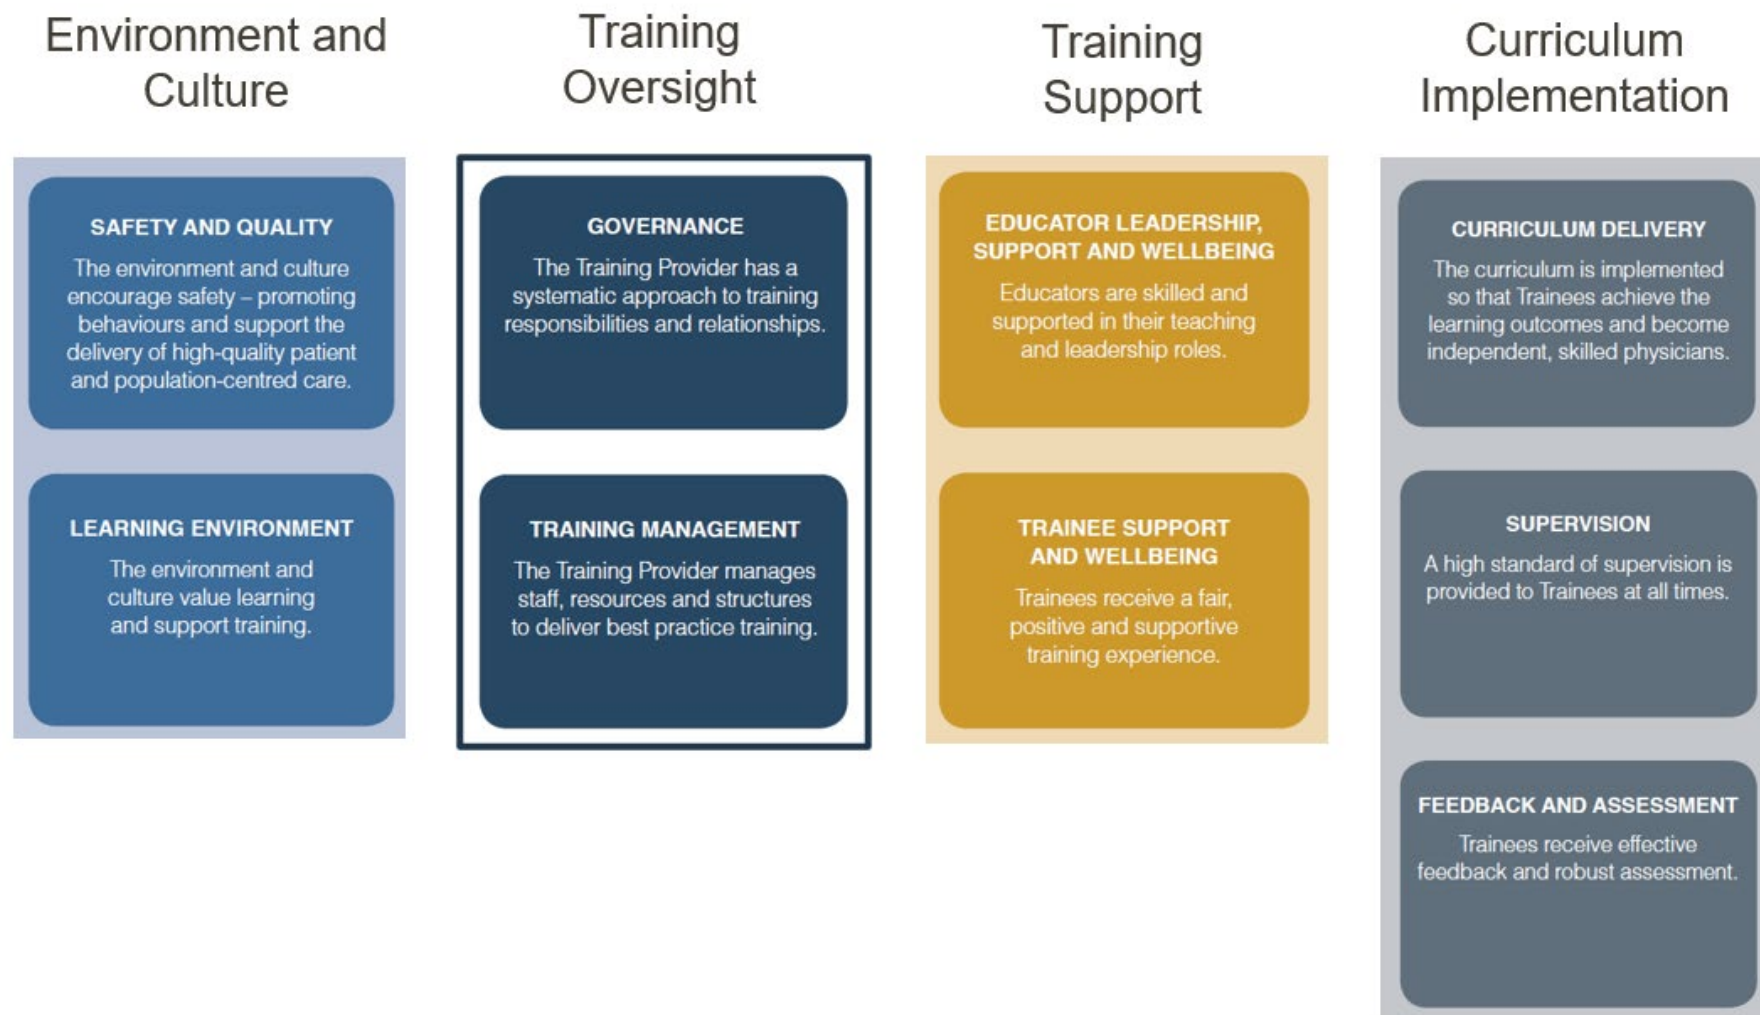 Environment and
Culture
SAFETY AND QUALITY
The environment and culture
encourage safety – promoting
behaviours and support the
delivery of high-quality patient
and population-centred care.
LEARNING ENVIRONMENT
The environment and
culture value learning
and support training.
Training
Oversight
GOVERNANCE
The Training Provider has a
systematic approach to training
responsibilities and relationships.
TRAINING MANAGEMENT
The Training Provider manages
staff, resources and structures
to deliver best practice training.
Training
Support
EDUCATOR LEADERSHIP,
SUPPORT AND WELLBEING
Educators are skilled and
supported in their teaching
and leadership roles.
TRAINEE SUPPORT
AND WELLBEING
Trainees receive a fair,
positive and supportive
training experience.
Curriculum
Implementation
CURRICULUM DELIVERY
The curriculum is implemented
so that Trainees achieve the
learning outcomes and become
independent, skilled physicians.
SUPERVISION
A high standard of supervision is
provided to Trainees at all times.
FEEDBACK AND ASSESSMENT
Trainees receive effective
feedback and robust assessment.